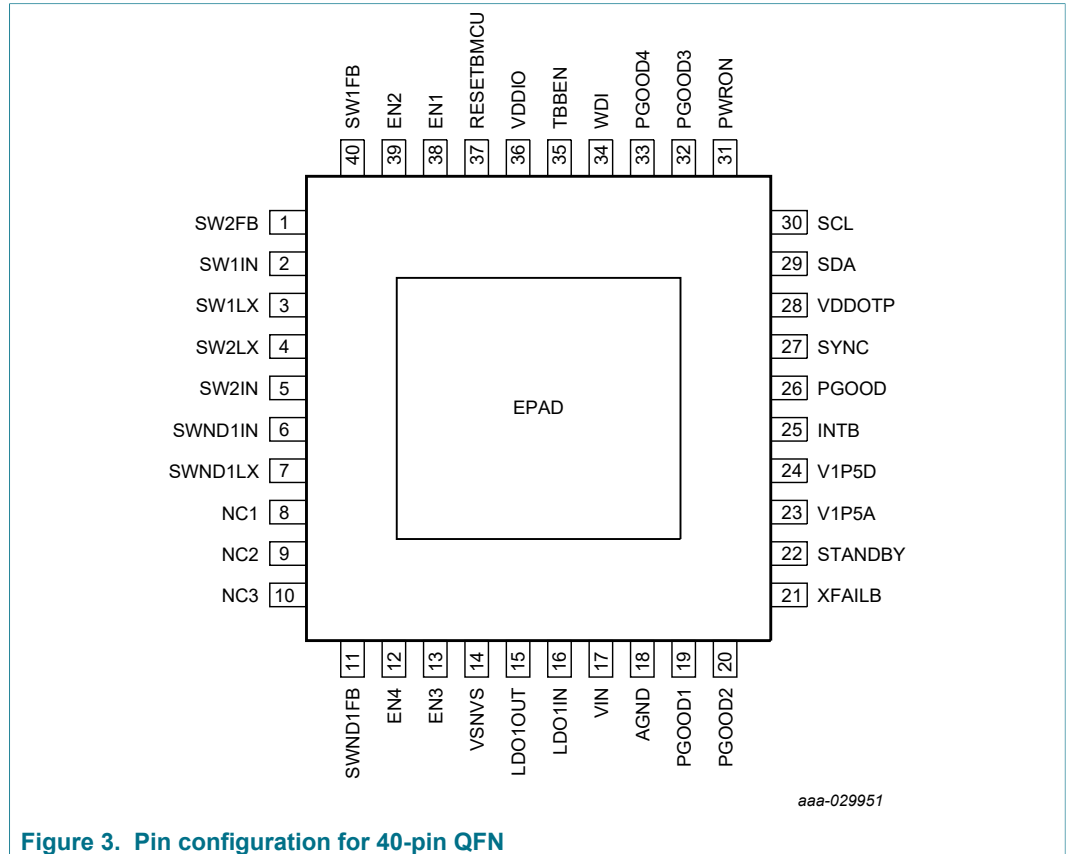 SW1FB EN2 EN1 RESETBMCU VDDIO TBBEN WDI PGOOD4 PGOOD3 PWRON
40 39 38 37 36 35 34 33 32 31
SW2FB 1 30 SCL
SW1IN 2 29 SDA
SW1LX 3 28 VDDOTP
SW2LX 4 27 SYNC
SW2IN 5 26 PGOOD
EPAD
SWND1IN 6 25 INTB
SWND1LX 7 24 V1P5D
NC1 8 23 V1P5A
NC2 9 22 STANDBY
NC3 10 21 XFAILB
11 12 13 14 15 16 17 18 19 20
SWND1FB EN4 EN3 VSNVS LDO1OUT LDO1IN VIN AGND PGOOD1 PGOOD2
aaa-029951
Figure 3. Pin configuration for 40-pin QFN